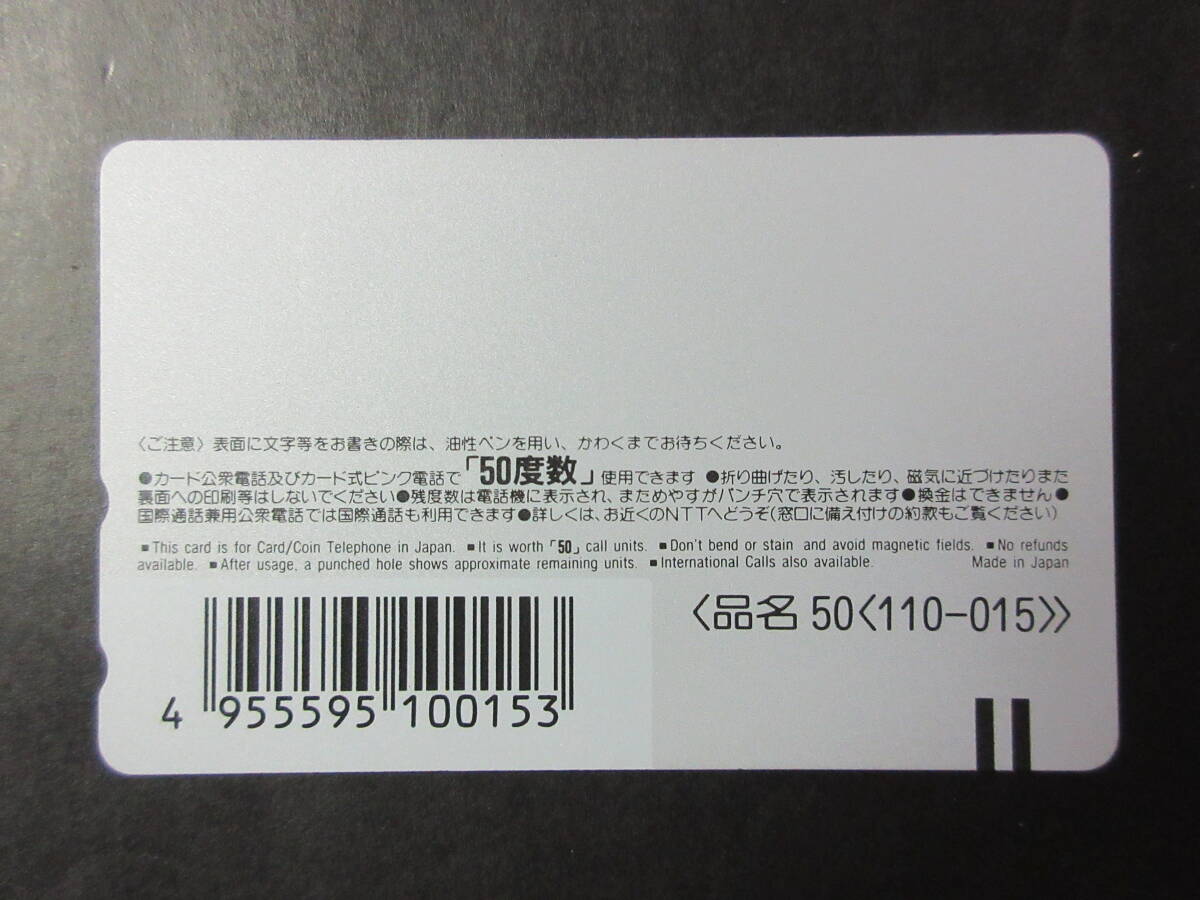 〈ご注意〉表面に文字等をお書きの際は、油性ペンを用い、かわくまでお待ちください。
●カード公衆電話及びカード式ピンク電話で「50度数」使用できます ●折り曲げたり、汚したり、磁気に近づけたりまた
裏面への印刷等はしないでください●残度数は電話機に表示され、まためやすがパンチ穴で表示されます●換金はできません●
国際通話兼用公衆電話では国際通話も利用できます●詳しくは、お近くのNTTへどうぞ(窓口に備え付けの約款もご覧ください)
■This card is for Card/Coin Telephone in Japan. ■It is worth「50」call units. ■Don't bend or stain and avoid magnetic fields. ■No refunds
available. ■After usage, a punched hole shows approximate remaining units. ■International Calls also available. Made in Japan
〈品名 50〈110-015〉〉
4 955595 100153